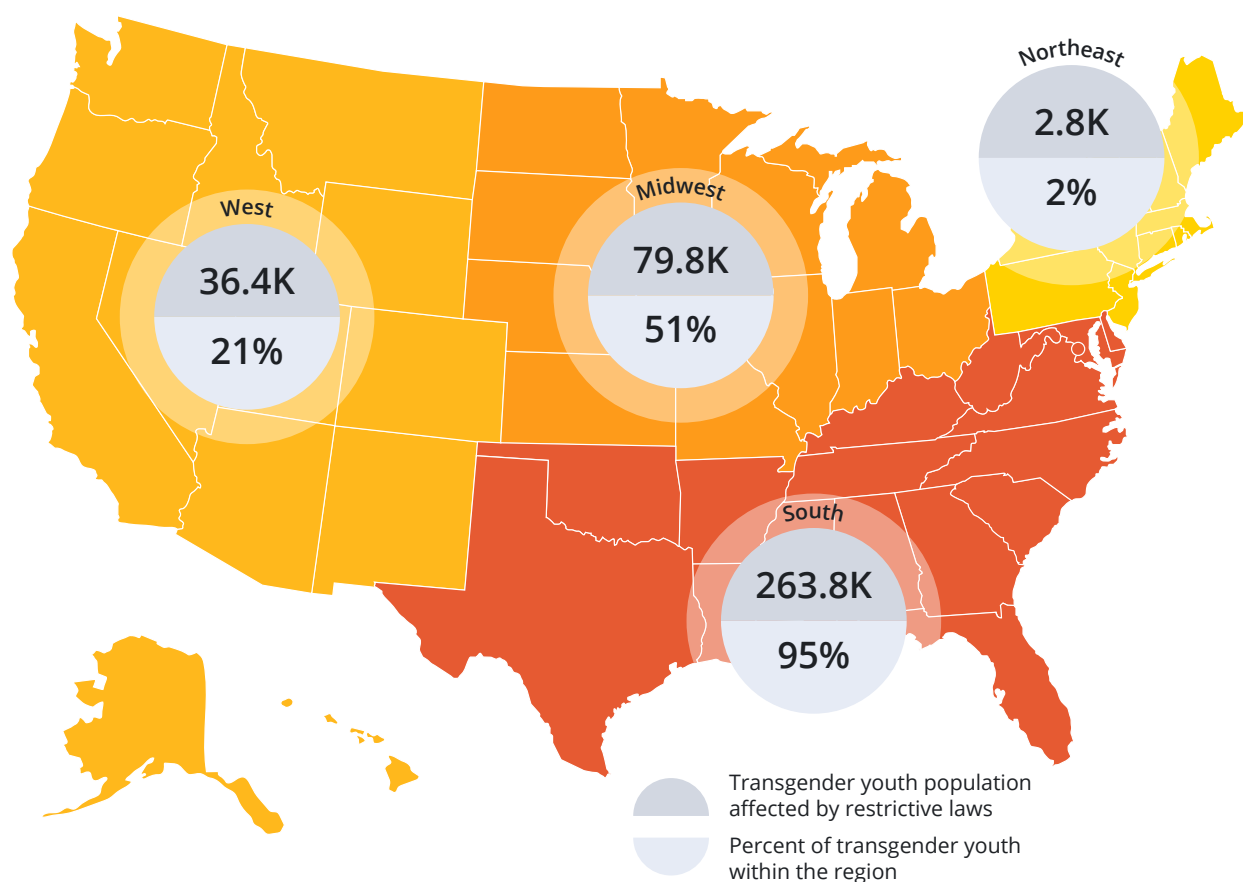 Northeast
2.8K
2%
West
36.4K
21%
Midwest
79.8K
51%
South
263.8K
95%
Transgender youth population
affected by restrictive laws
Percent of transgender youth
within the region